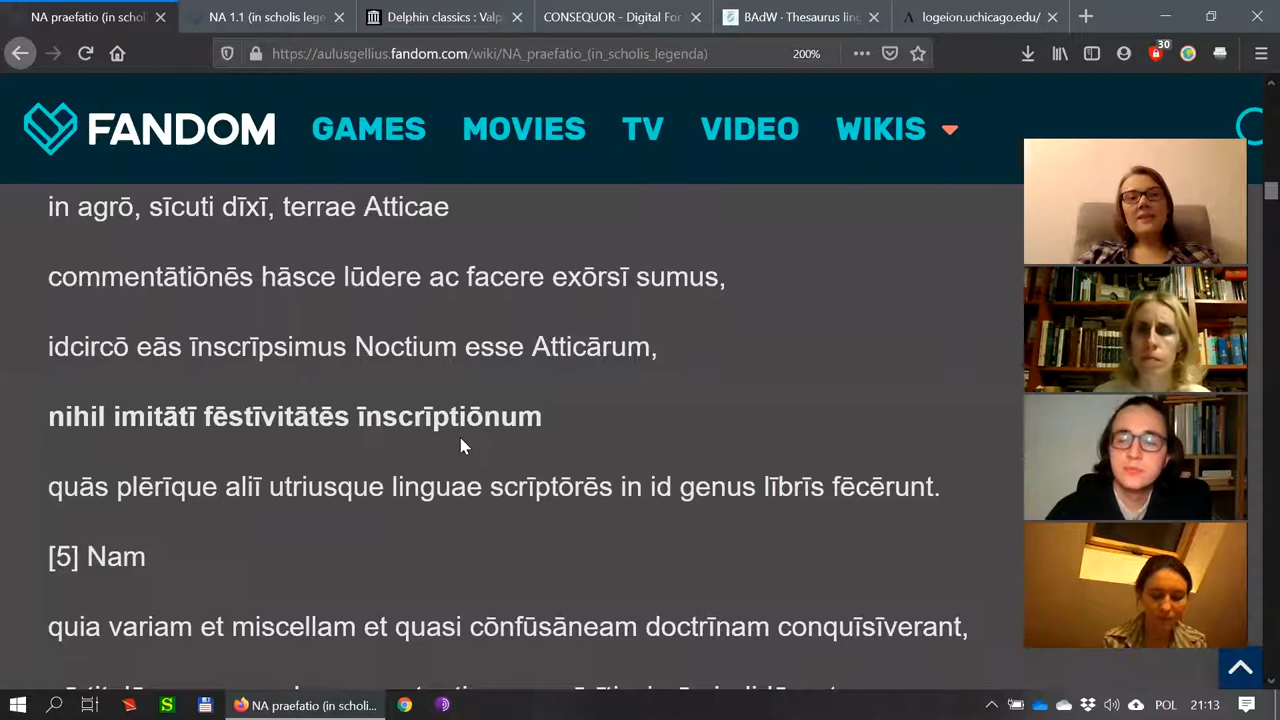 NA praefatio (in schol
NA 1.1 (in scholis lege
Delphin classics : Valp
CONSEQUOR - Digital For
BAdW · Thesaurus ling
logeion.uchicago.edu/
https://aulusgellius.fandom.com/wiki/NA_praefatio_(in_scholis_legenda)
200%
30
FANDOM GAMES MOVIES TV VIDEO WIKIS
in agrō, sīcuti dīxī, terrae Atticae
commentātiōnēs hāsce lūdere ac facere exōrsī sumus,
idcircō eās īnscrīpsimus Noctium esse Atticārum,
nihil imitātī fēstīvitātēs īnscrīptiōnum
quās plērīque aliī utriusque linguae scrīptōrēs in id genus lībrīs fēcērunt.
[5] Nam
quia variam et miscellam et quasi cōnfūsāneam doctrīnam conquīsīverant,
NA praefatio (in scholi...
POL
21:13